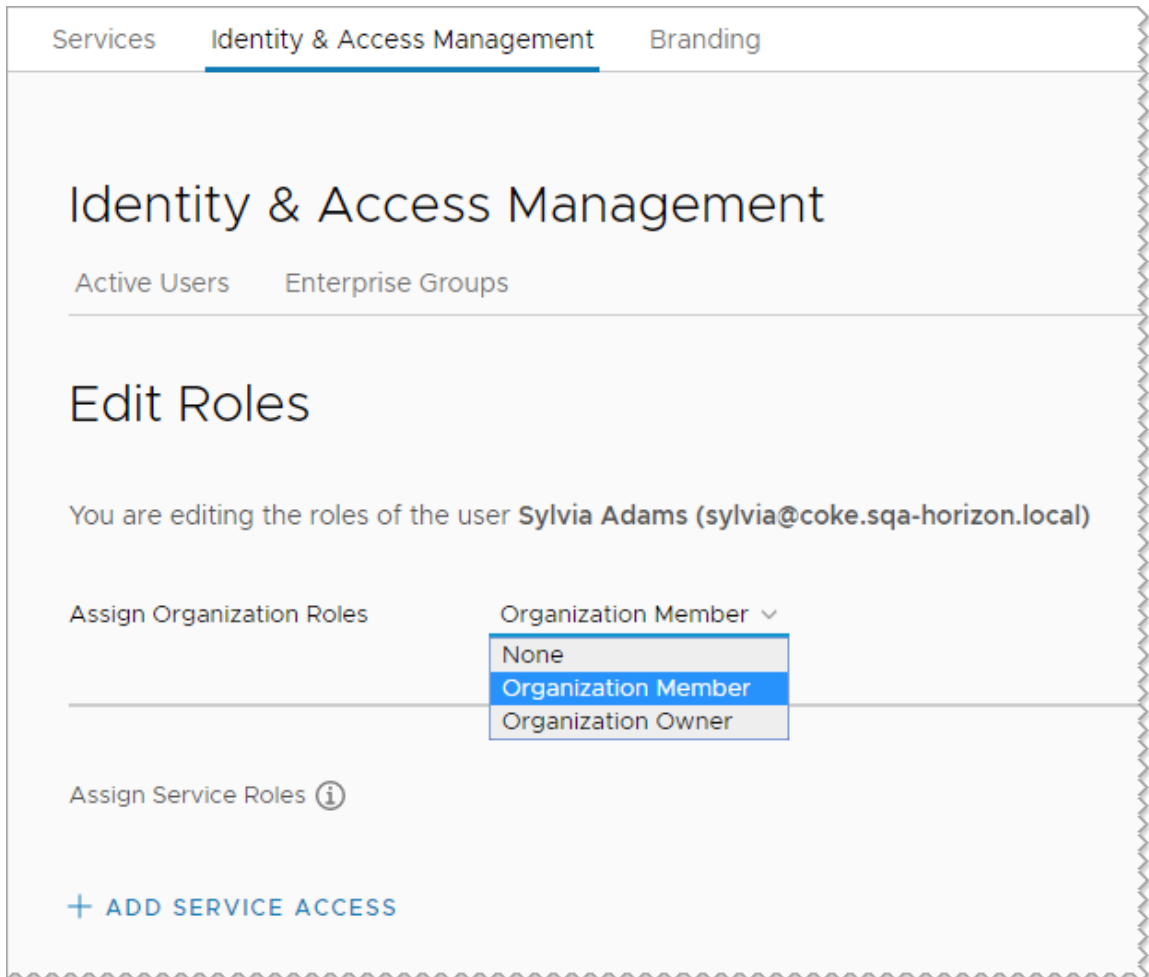 Services Identity & Access Management Branding
Identity & Access Management
Active Users Enterprise Groups
Edit Roles
You are editing the roles of the user Sylvia Adams (sylvia@coke.sqa-horizon.local)
Assign Organization Roles Organization Member
None
Organization Member
Organization Owner
Assign Service Roles
+ ADD SERVICE ACCESS